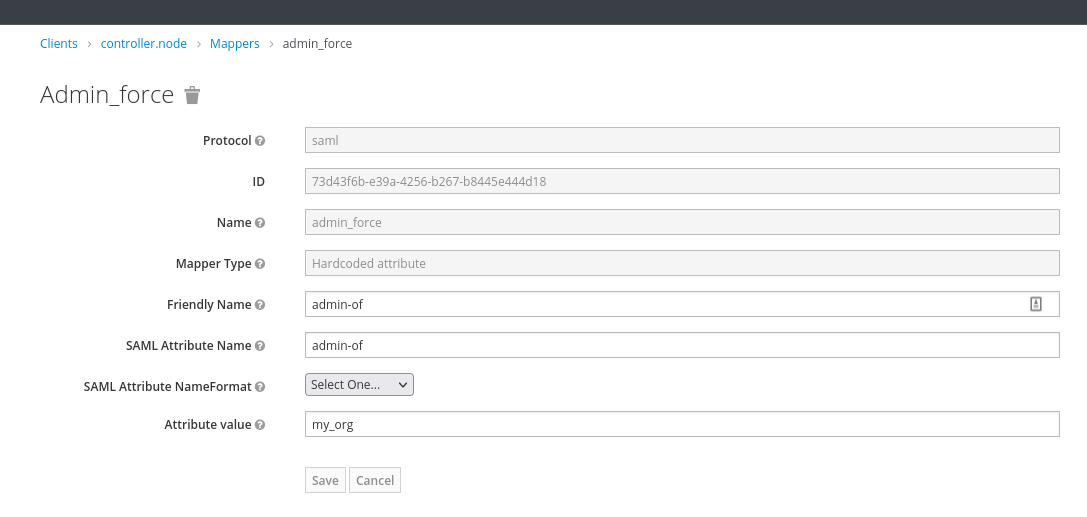 Clients > controller.node > Mappers > admin_force
Admin_force
Protocol saml
ID 73d43f6b-e39a-4256-b267-b8445e444d18
Name admin_force
Mapper Type Hardcoded attribute
Friendly Name admin-of
SAML Attribute Name admin-of
SAML Attribute NameFormat Select One...
Attribute value my_org
Save Cancel